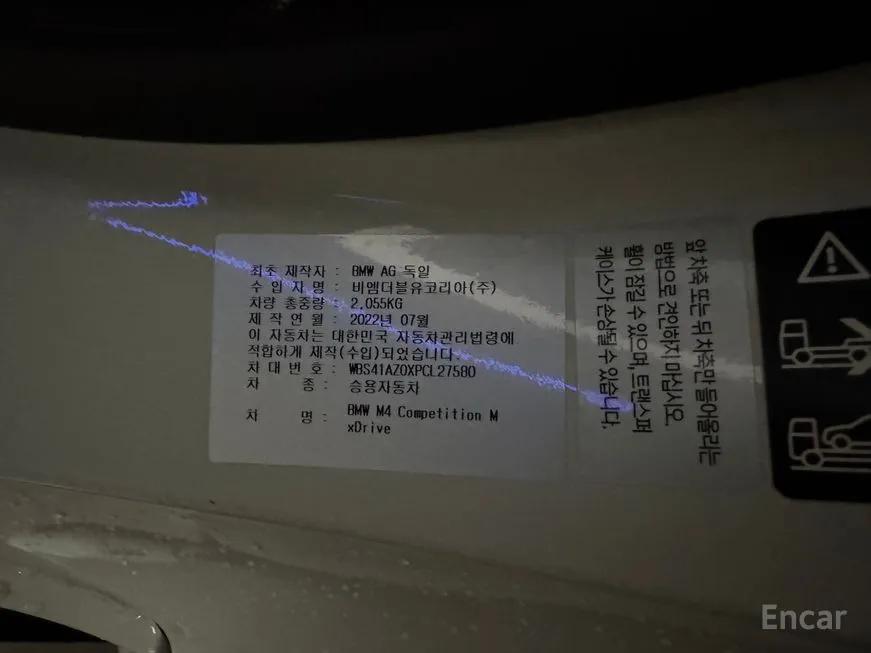 최초 제작자 : BMW AG 독일
수 입 자 명 : 비엠더블유코리아(주)
차량 총중량 : 2,055KG
제 작 연 월 : 2022년 07월
이 자동차는 대한민국 자동차관리법령에
적합하게 제작(수입)되었습니다.
차 대 번 호 : WBS41AZ0XPCL27580
차 종 : 승용자동차
차 명 : BMW M4 Competition M
xDrive
앞 차축 또는 뒤 차축만 들어올리는
방법으로 견인하지 마십시오.
휠이 잠길 수 있으며, 트랜스퍼
케이스가 손상될 수 있습니다.
Encar